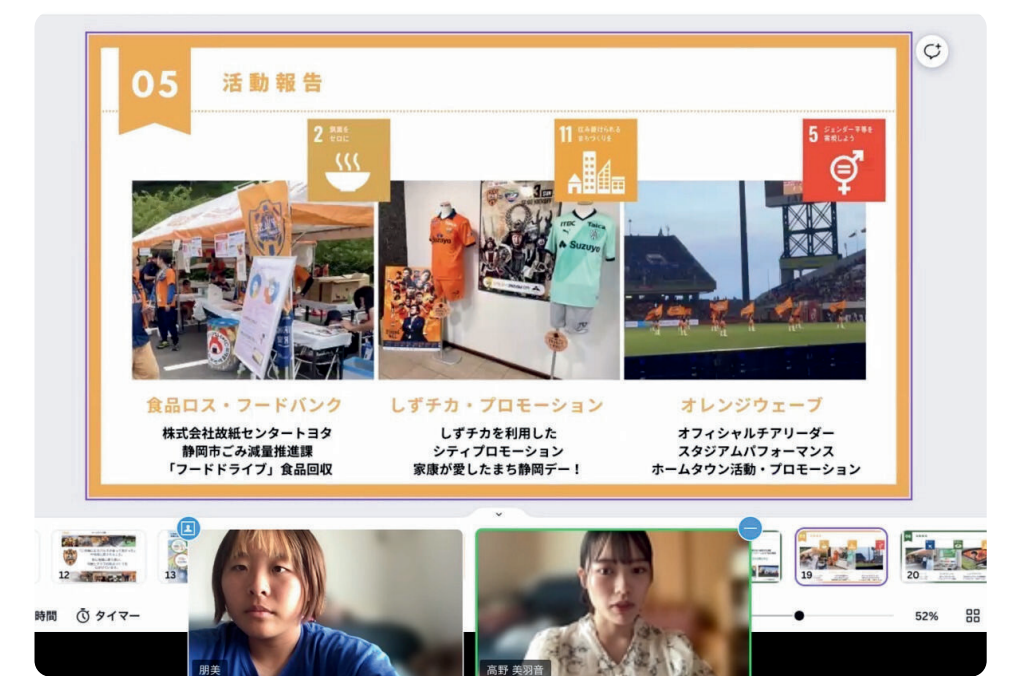 05
活動報告
2 飢餓を
ゼロに
11 住み続けられる
まちづくりを
5 ジェンダー平等を
実現しよう
Suzuyo
Suzuyo
食品ロス・フードバンク
株式会社故紙センタートヨタ
静岡市ごみ減量推進課
「フードドライブ」食品回収
しずチカ・プロモーション
しずチカを利用した
シティプロモーション
家康が愛したまち静岡デー!
オレンジウェーブ
オフィシャルチアリーダー
スタジアムパフォーマンス
ホームタウン活動・プロモーション
12
13
19
20
時間
タイマー
52%
朋美
高野 美羽音